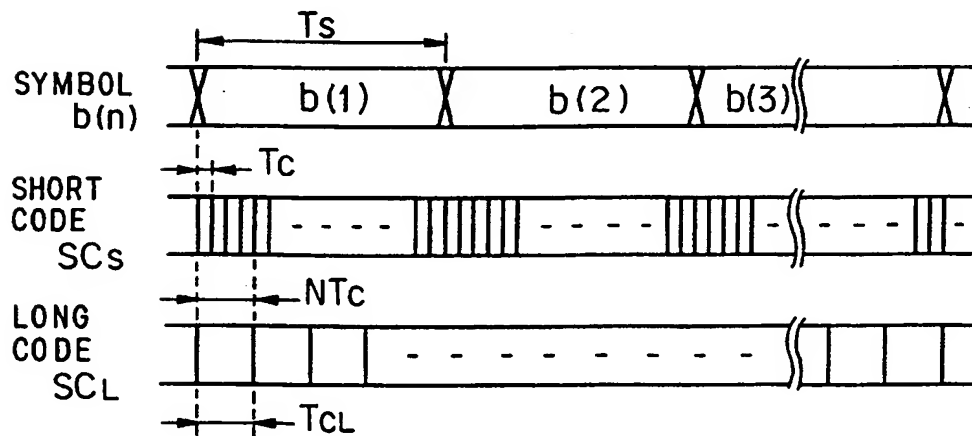 Ts
SYMBOL
b(n)
b(1) b(2) b(3)
Tc
SHORT
CODE
SCs
NTc
LONG
CODE
SCL
TCL